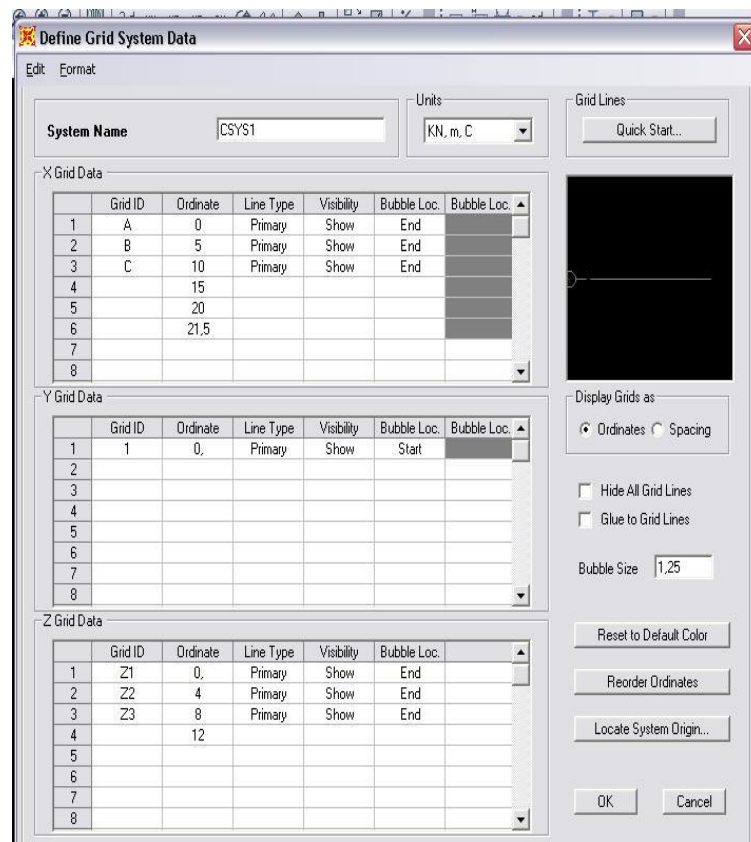 Define Grid System Data
Edit Format
System Name CSYS1
Units
KN, m, C
Grid Lines
Quick Start...
X Grid Data
Grid ID Ordinate Line Type Visibility Bubble Loc. Bubble Loc.
1 A 0 Primary Show End
2 B 5 Primary Show End
3 C 10 Primary Show End
4 15
5 20
6 21,5
7
8
Y Grid Data
Grid ID Ordinate Line Type Visibility Bubble Loc. Bubble Loc.
1 1 0, Primary Show Start
2
3
4
5
6
7
8
Display Grids as
Ordinates Spacing
Hide All Grid Lines
Glue to Grid Lines
Bubble Size 1,25
Z Grid Data
Grid ID Ordinate Line Type Visibility Bubble Loc.
1 Z1 0, Primary Show End
2 Z2 4 Primary Show End
3 Z3 8 Primary Show End
4 12
5
6
7
8
Reset to Default Color
Reorder Ordinates
Locate System Origin...
OK Cancel